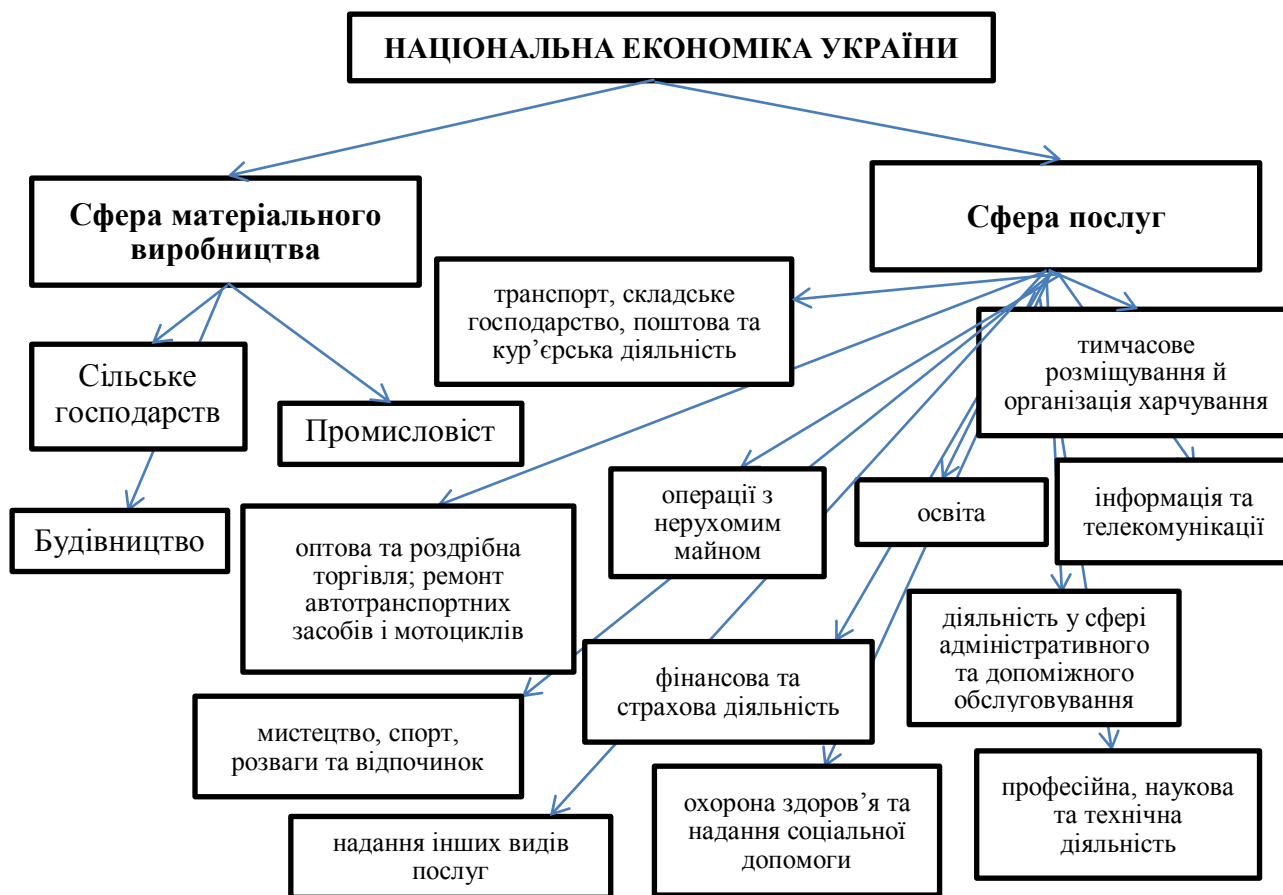 НАЦІОНАЛЬНА ЕКОНОМІКА УКРАЇНИ
Сфера матеріального
виробництва
Сфера послуг
транспорт, складське
господарство, поштова та
кур’єрська діяльність
тимчасове
розміщування й
організація харчування
Сільське
господарств
Промисловіст
Будівництво
оптова та роздрібна
торгівля; ремонт
автотранспортних
засобів і мотоциклів
операції з
нерухомим
майном
освіта
інформація та
телекомунікації
діяльність у сфері
адміністративного
та допоміжного
обслуговування
фінансова та
страхова діяльність
мистецтво, спорт,
розваги та відпочинок
надання інших видів
послуг
охорона здоров’я та
надання соціальної
допомоги
професійна, наукова
та технічна
діяльність